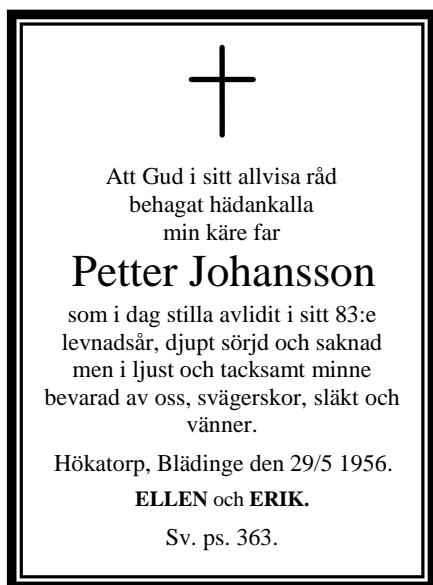 Att Gud i sitt allvisa råd
behagat hädankalla
min käre far
Petter Johansson
som i dag stilla avlidit i sitt 83:e
levnadsår, djupt sörjd och saknad
men i ljust och tacksamt minne
bevarad av oss, svägerskor, släkt och
vänner.
Hökatorp, Blädinge den 29/5 1956.
ELLEN och ERIK.
Sv. ps. 363.